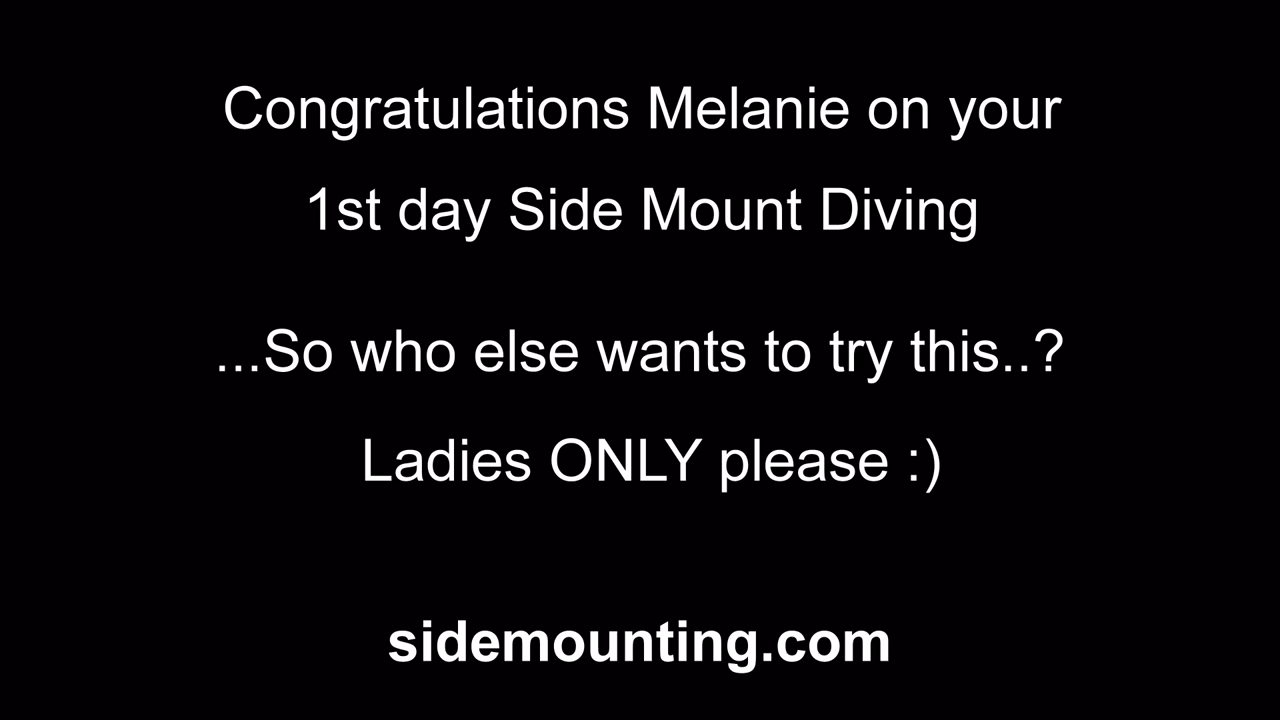 Congratulations Melanie on your
1st day Side Mount Diving
...So who else wants to try this..?
Ladies ONLY please :)
sidemounting.com